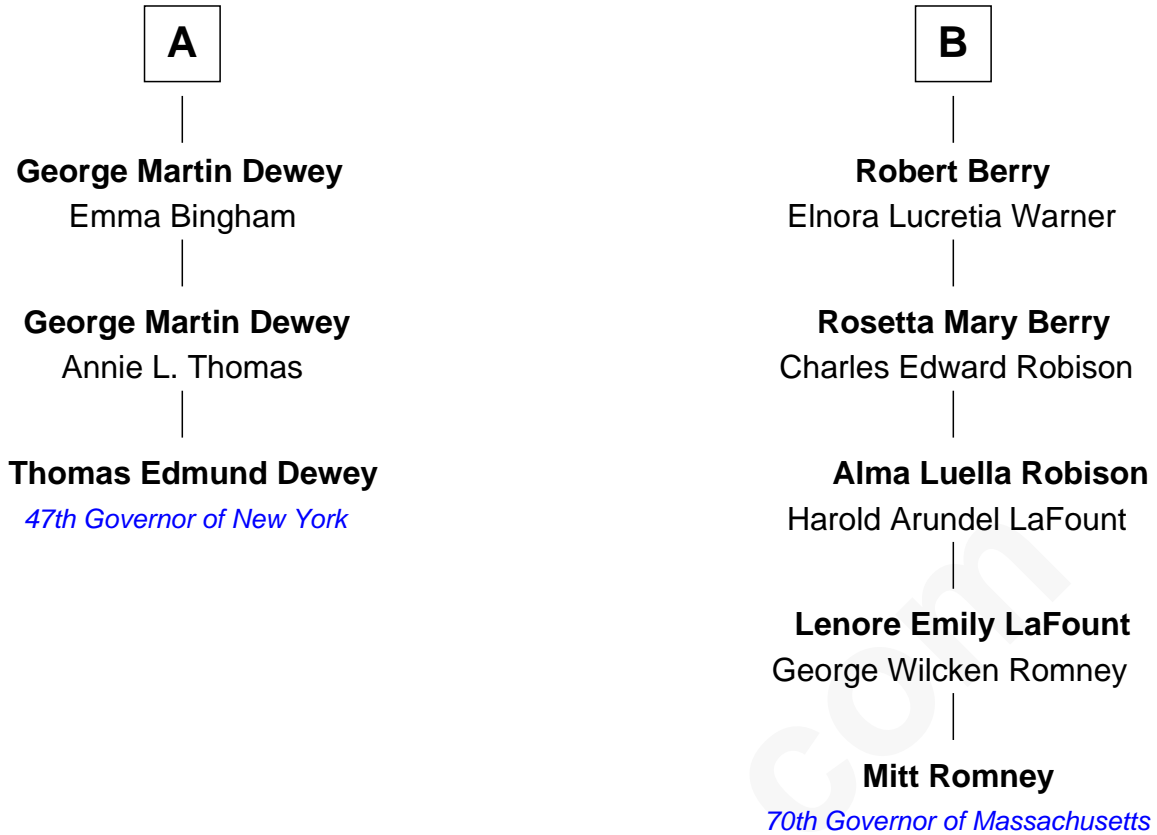 A
George Martin Dewey
Emma Bingham
George Martin Dewey
Annie L. Thomas
Thomas Edmund Dewey
47th Governor of New York
B
Robert Berry
Elnora Lucretia Warner
Rosetta Mary Berry
Charles Edward Robison
Alma Luella Robison
Harold Arundel LaFount
Lenore Emily LaFount
George Wilcken Romney
Mitt Romney
70th Governor of Massachusetts
com